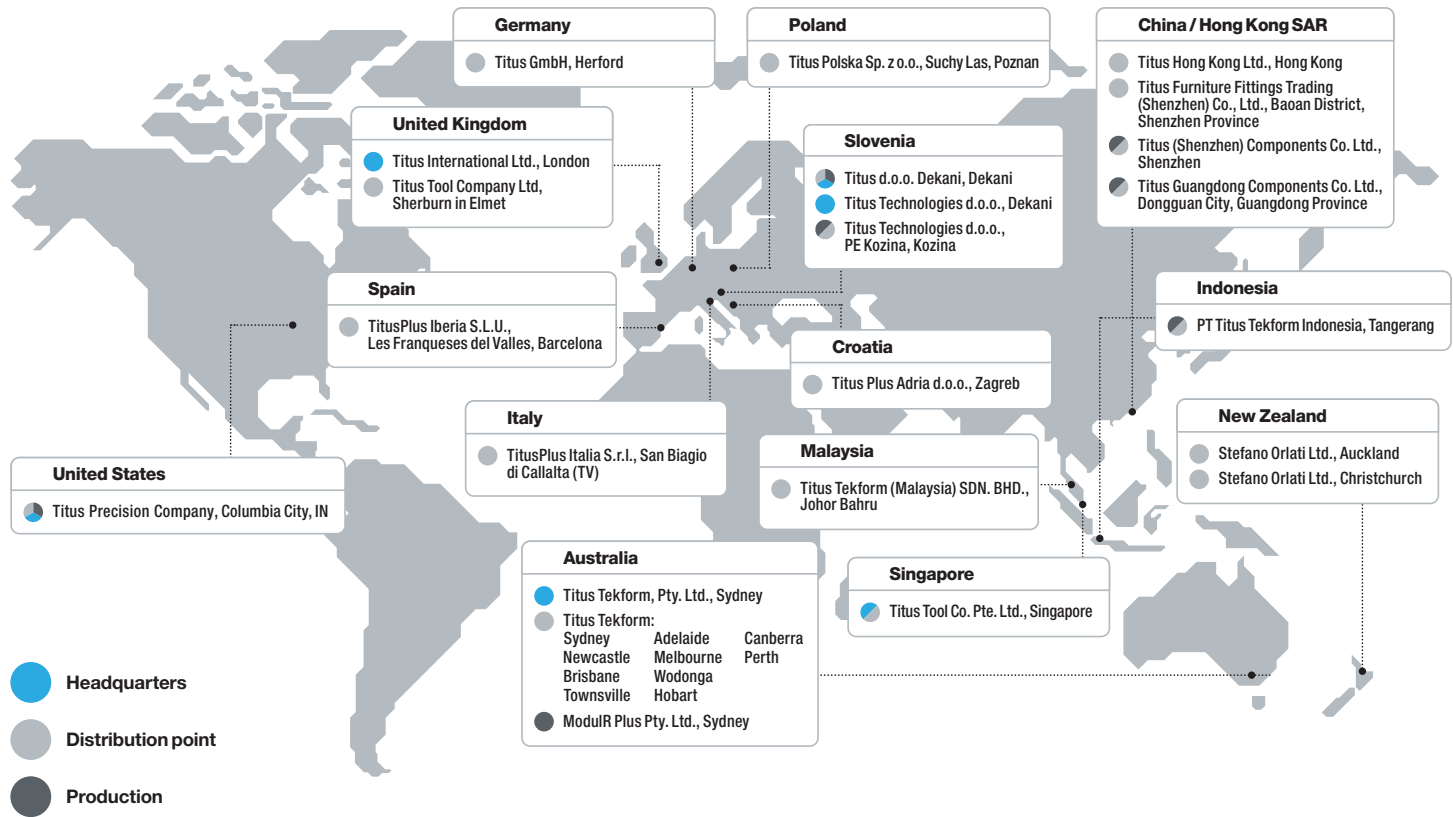 Germany
Titus GmbH, Herford
Poland
Titus Polska Sp. z o.o., Suchy Las, Poznan
China / Hong Kong SAR
Titus Hong Kong Ltd., Hong Kong
Titus Furniture Fittings Trading
(Shenzhen) Co., Ltd., Baoan District,
Shenzhen Province
Titus (Shenzhen) Components Co. Ltd.,
Shenzhen
Titus Guangdong Components Co. Ltd.,
Dongguan City, Guangdong Province
United Kingdom
Titus International Ltd., London
Titus Tool Company Ltd,
Sherburn in Elmet
Slovenia
Titus d.o.o. Dekani, Dekani
Titus Technologies d.o.o., Dekani
Titus Technologies d.o.o.,
PE Kozina, Kozina
Spain
TitusPlus Iberia S.L.U.,
Les Franqueses del Valles, Barcelona
Indonesia
PT Titus Tekform Indonesia, Tangerang
Croatia
Titus Plus Adria d.o.o., Zagreb
Italy
TitusPlus Italia S.r.l., San Biagio
di Callalta (TV)
New Zealand
Stefano Orlati Ltd., Auckland
Stefano Orlati Ltd., Christchurch
Malaysia
Titus Tekform (Malaysia) SDN. BHD.,
Johor Bahru
United States
Titus Precision Company, Columbia City, IN
Australia
Titus Tekform, Pty. Ltd., Sydney
Titus Tekform:
Sydney Adelaide Canberra
Newcastle Melbourne Perth
Brisbane Wodonga
Townsville Hobart
ModulR Plus Pty. Ltd., Sydney
Singapore
Titus Tool Co. Pte. Ltd., Singapore
Headquarters
Distribution point
Production